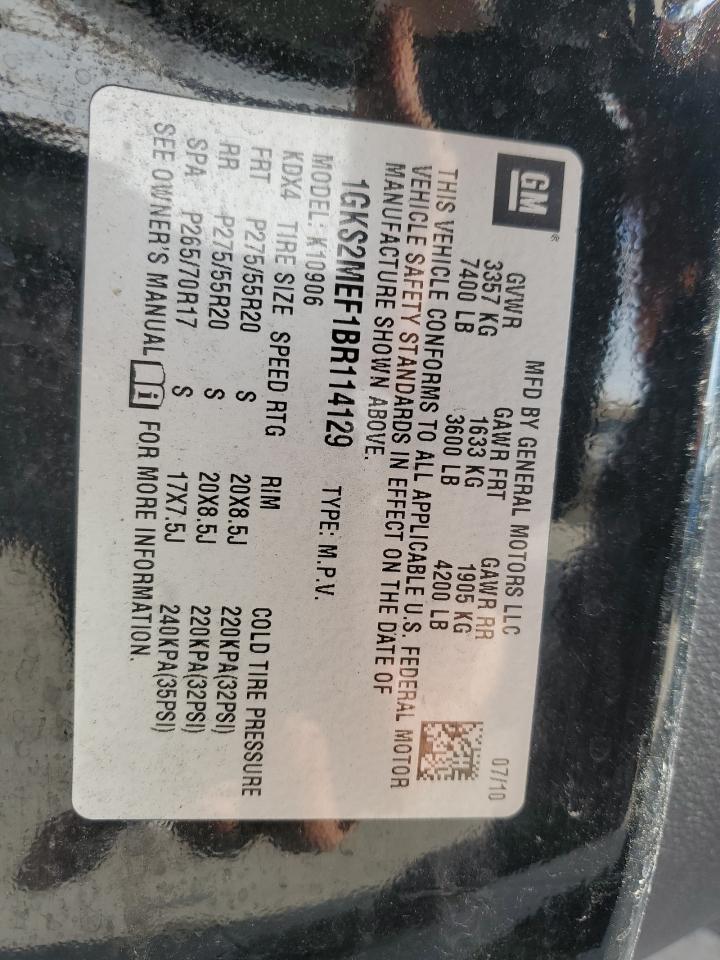 GM®
MFD BY GENERAL MOTORS LLC 07/10
GVWR GAWR FRT GAWR RR
3357 KG 1633 KG 1905 KG
7400 LB 3600 LB 4200 LB
THIS VEHICLE CONFORMS TO ALL APPLICABLE U.S. FEDERAL MOTOR
VEHICLE SAFETY STANDARDS IN EFFECT ON THE DATE OF
MANUFACTURE SHOWN ABOVE.
1GKS2MEF1BR114129 TYPE: M.P.V.
MODEL: K10906
KDX4 TIRE SIZE SPEED RTG RIM COLD TIRE PRESSURE
FRT P275/55R20 S 20X8.5J 220KPA(32PSI)
RR P275/55R20 S 20X8.5J 220KPA(32PSI)
SPA P265/70R17 S 17X7.5J 240KPA(35PSI)
SEE OWNER'S MANUAL i FOR MORE INFORMATION.